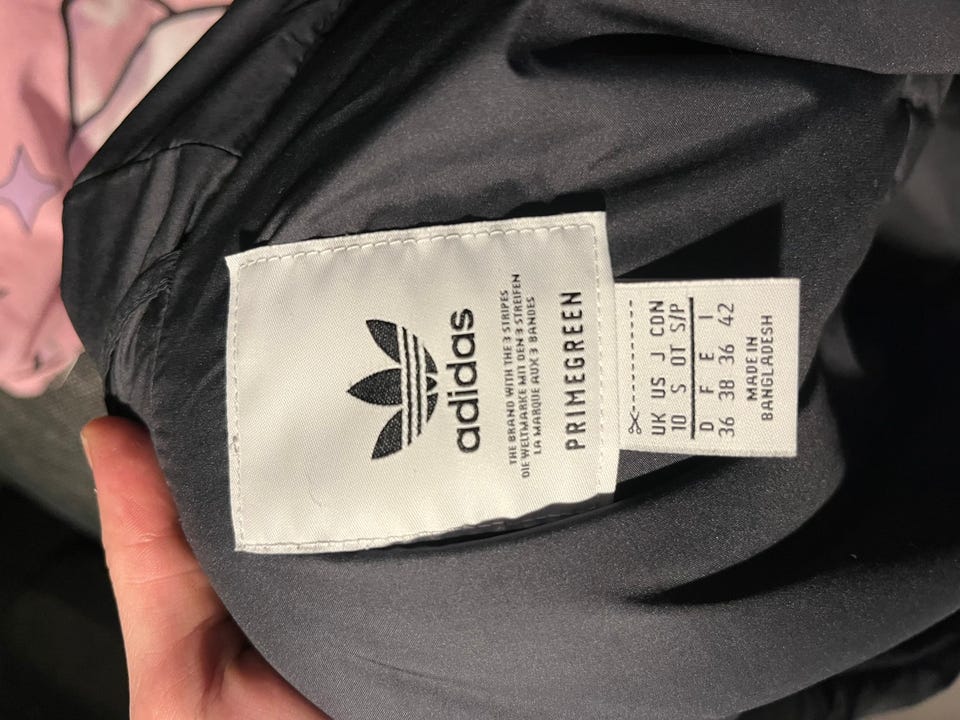 adidas
THE BRAND WITH THE 3 STRIPES
DIE WELTMARKE MIT DEN 3 STREIFEN
LA MARQUE AUX 3 BANDES
PRIMEGREEN
UK US J CDN
10 S OT S/P
D F E I
36 38 36 42
MADE IN
BANGLADESH